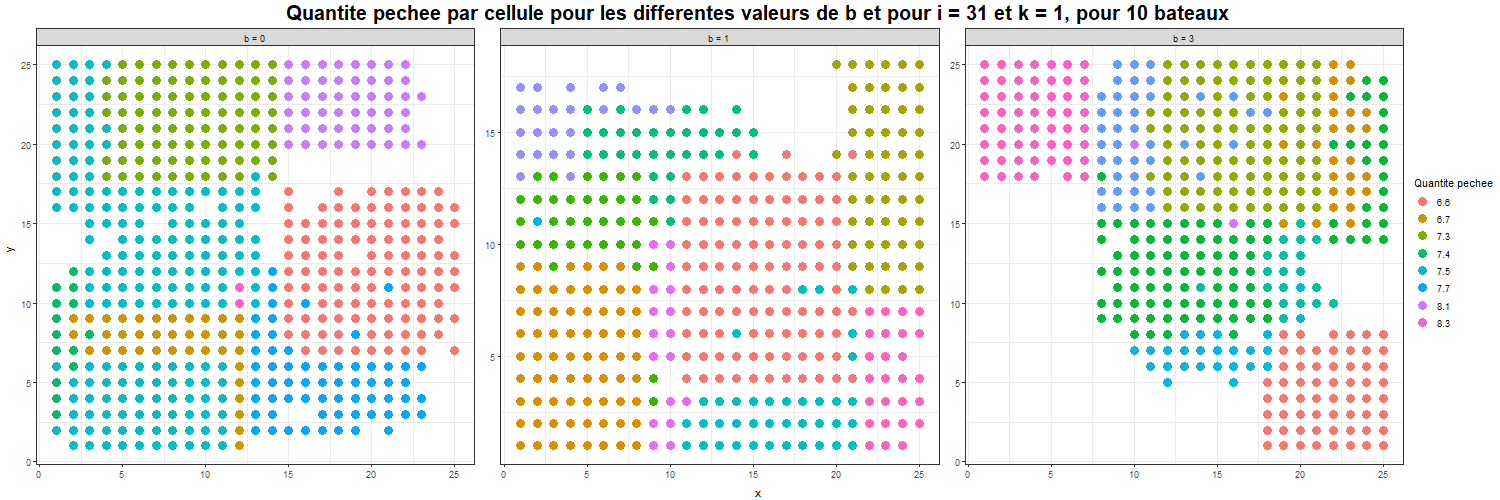 Quantite pechee par cellule pour les differentes valeurs de b et pour i = 31 et k = 1, pour 10 bateaux
b = 0
b = 1
b = 3
25
20
15
10
5
0
15
10
5
25
20
15
10
5
0
y
0 5 10 15 20 25
0 5 10 15 20 25
0 5 10 15 20 25
x
Quantite pechee
6.6
6.7
7.3
7.4
7.5
7.7
8.1
8.3